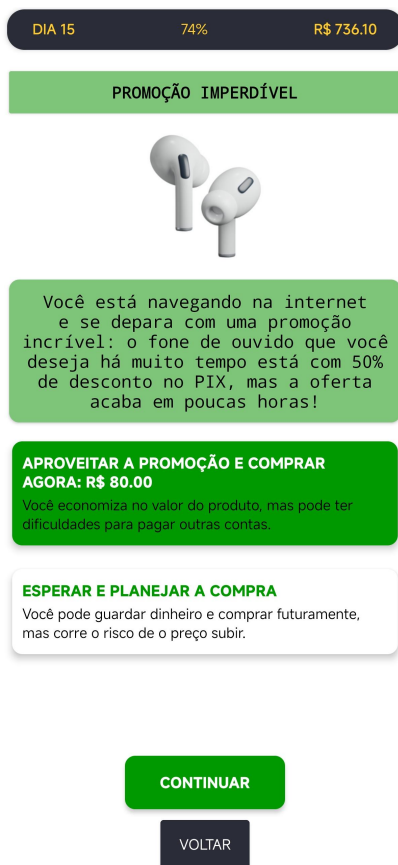 DIA 15 74% R$ 736.10
PROMOÇÃO IMPERDÍVEL
Você está navegando na internet
e se depara com uma promoção
incrível: o fone de ouvido que você
deseja há muito tempo está com 50%
de desconto no PIX, mas a oferta
acaba em poucas horas!
APROVEITAR A PROMOÇÃO E COMPRAR
AGORA: R$ 80.00
Você economiza no valor do produto, mas pode ter
dificuldades para pagar outras contas.
ESPERAR E PLANEJAR A COMPRA
Você pode guardar dinheiro e comprar futuramente,
mas corre o risco de o preço subir.
CONTINUAR
VOLTAR